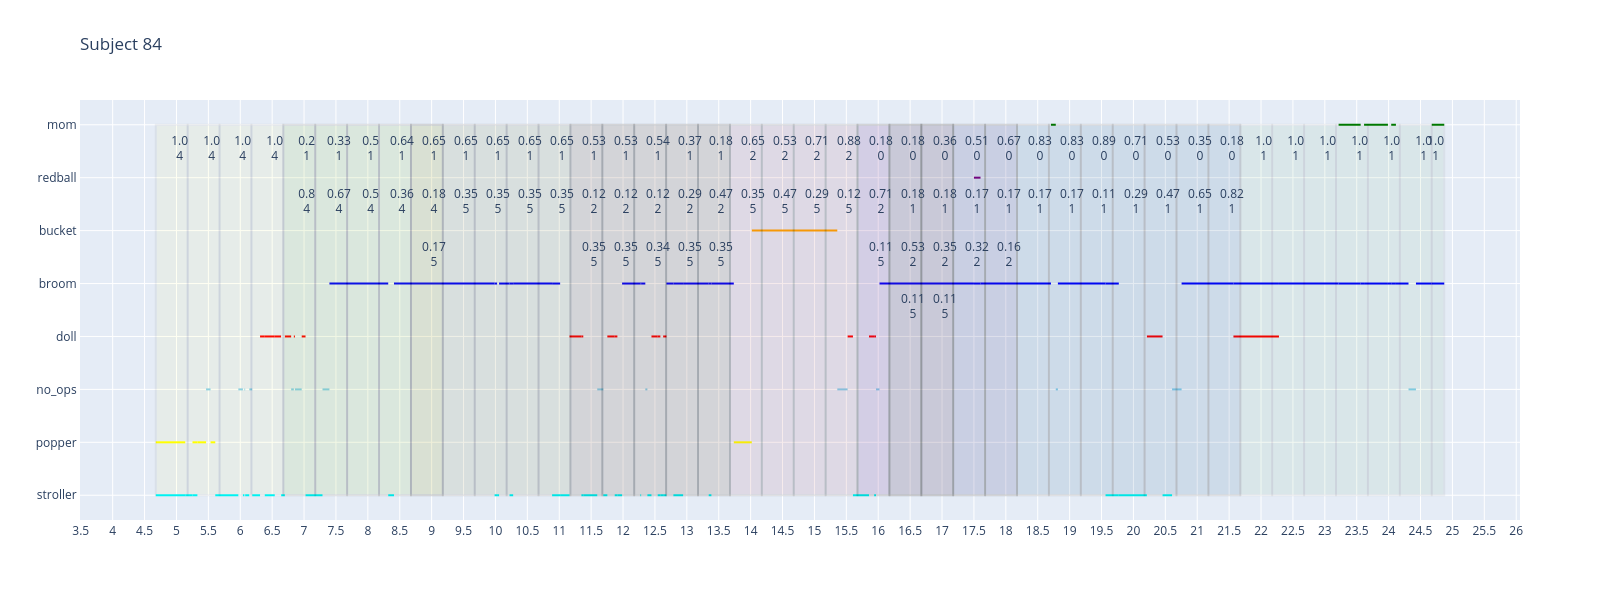 Subject 84
mom
1.0 1.0 1.0 1.0 0.2 0.33 0.5 0.64 0.65 0.65 0.65 0.65 0.65 0.53 0.53 0.54 0.37 0.18 0.65 0.53 0.71 0.88 0.18 0.18 0.36 0.51 0.67 0.83 0.83 0.89 0.71 0.53 0.35 0.18 1.0 1.0 1.0 1.0 1.0 1.0 1.0
4 4 4 4 1 1 1 1 1 1 1 1 1 1 1 1 1 1 2 2 2 2 0 0 0 0 0 0 0 0 0 0 0 0 1 1 1 1 1 1 1
redball
0.8 0.67 0.5 0.36 0.18 0.35 0.35 0.35 0.35 0.12 0.12 0.12 0.29 0.47 0.35 0.47 0.29 0.12 0.71 0.18 0.18 0.17 0.17 0.17 0.17 0.11 0.29 0.47 0.65 0.82
4 4 4 4 4 5 5 5 5 2 2 2 2 2 5 5 5 5 2 1 1 1 1 1 1 1 1 1 1 1
bucket
0.17 0.35 0.35 0.34 0.35 0.35 0.11 0.53 0.35 0.32 0.16
5 5 5 5 5 5 5 2 2 2 2
broom
0.11 0.11
5 5
doll
no_ops
popper
stroller
3.5 4 4.5 5 5.5 6 6.5 7 7.5 8 8.5 9 9.5 10 10.5 11 11.5 12 12.5 13 13.5 14 14.5 15 15.5 16 16.5 17 17.5 18 18.5 19 19.5 20 20.5 21 21.5 22 22.5 23 23.5 24 24.5 25 25.5 26